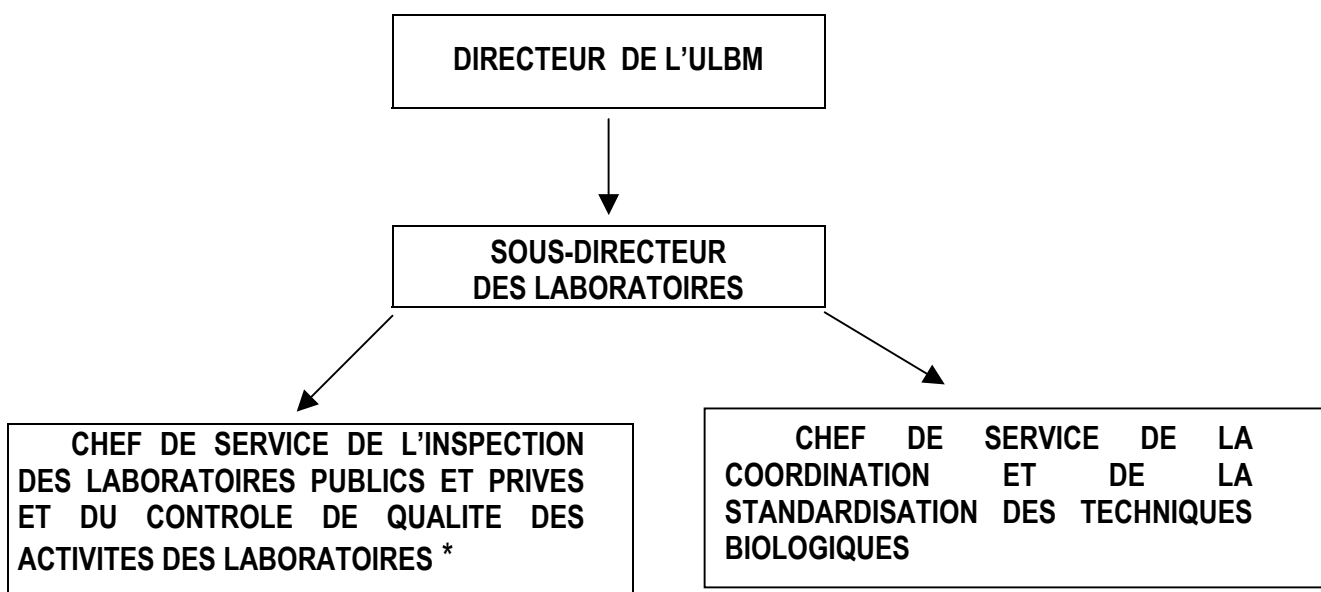 DIRECTEUR DE L'ULBM
SOUS-DIRECTEUR
DES LABORATOIRES
CHEF DE SERVICE DE L’INSPECTION
DES LABORATOIRES PUBLICS ET PRIVES
ET DU CONTROLE DE QUALITE DES
ACTIVITES DES LABORATOIRES *
CHEF DE SERVICE DE LA
COORDINATION ET DE LA
STANDARDISATION DES TECHNIQUES
BIOLOGIQUES